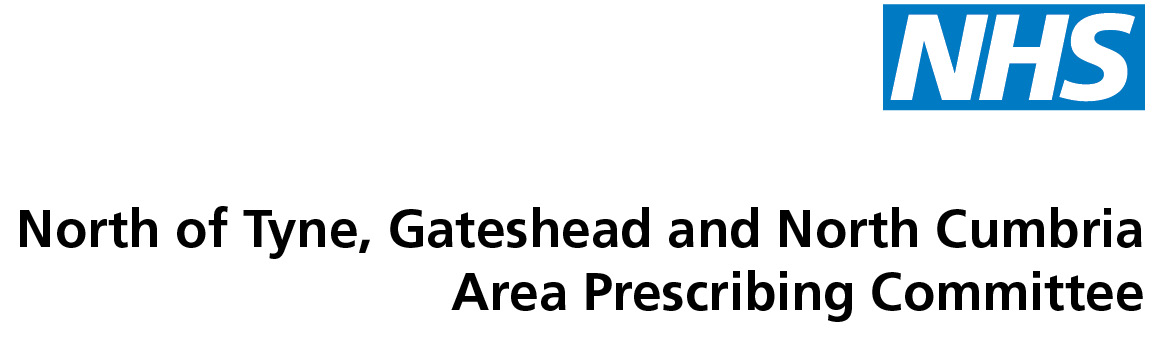 NHS
North of Tyne, Gateshead and North Cumbria
Area Prescribing Committee